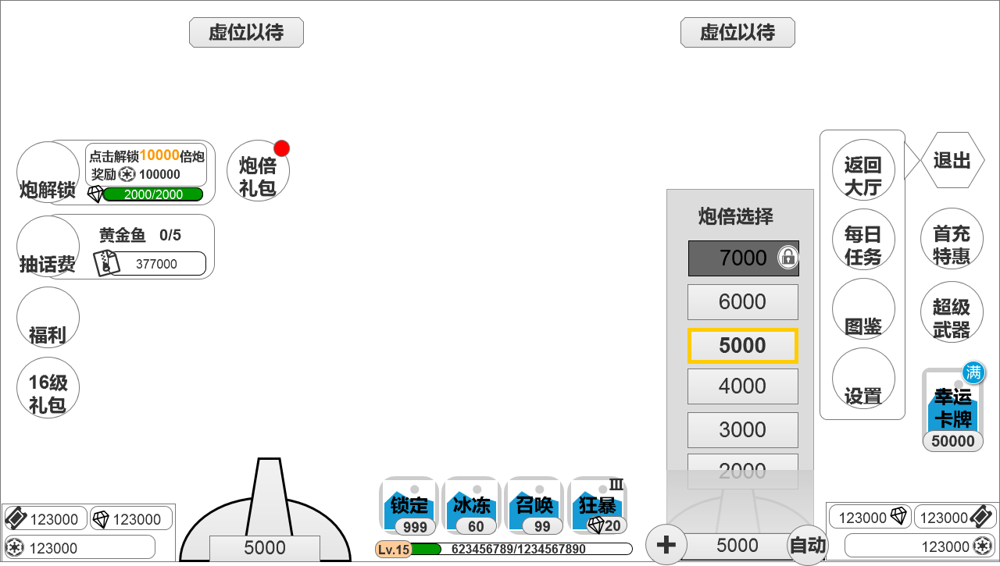 虚位以待
虚位以待
点击解锁10000倍炮
奖励 100000
2000/2000
炮解锁
炮倍
礼包
黄金鱼 0/5
377000
抽话费
福利
16级
礼包
炮倍选择
7000
6000
5000
4000
3000
2000
返回
大厅
每日
任务
图鉴
设置
退出
首充
特惠
超级
武器
满
幸运
卡牌
50000
锁定
999
冰冻
60
召唤
99
III
狂暴
20
Lv.15
623456789/1234567890
123000
123000
123000
5000
5000
自动
123000
123000
123000